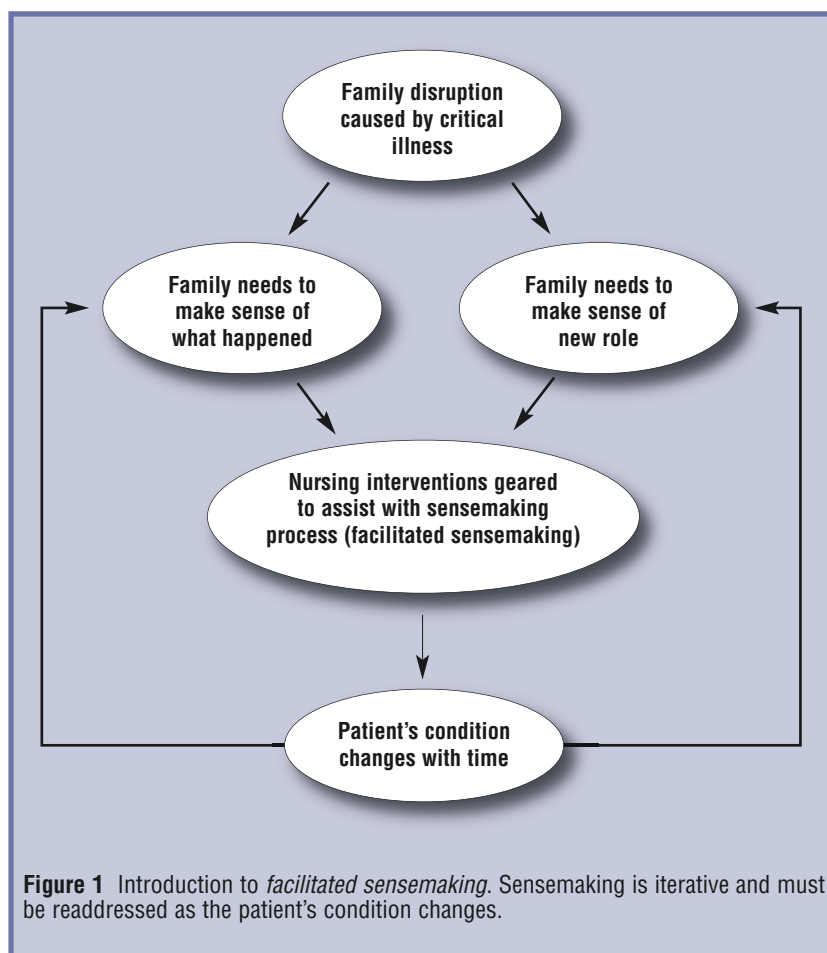 Family disruption
caused by critical
illness
Family needs to
make sense of
what happened
Family needs to
make sense of
new role
Nursing interventions geared
to assist with sensemaking
process (facilitated sensemaking)
Patient’s condition
changes with time
Figure 1 Introduction to facilitated sensemaking. Sensemaking is iterative and must
be readdressed as the patient’s condition changes.